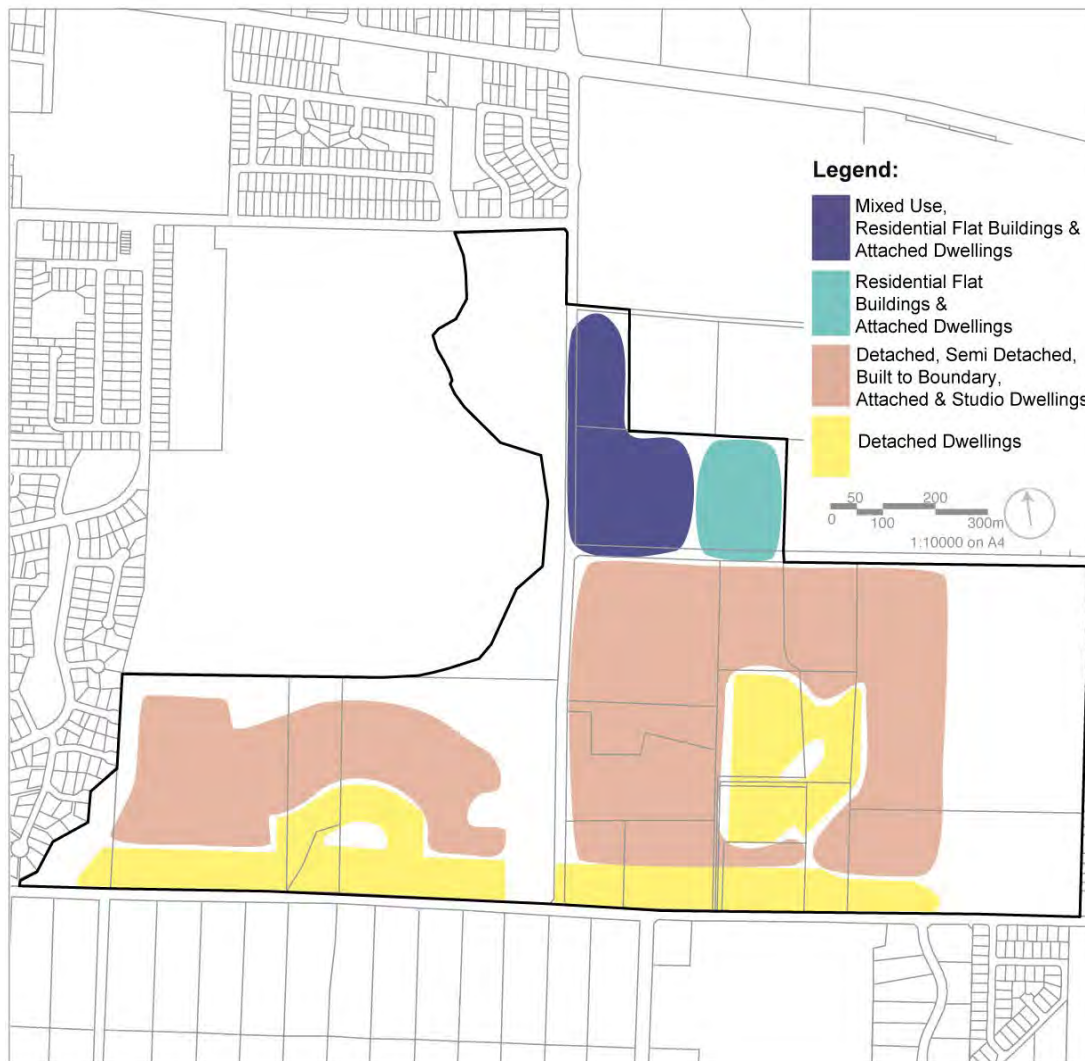 Legend:
Mixed Use,
Residential Flat Buildings &
Attached Dwellings
Residential Flat
Buildings &
Attached Dwellings
Detached, Semi Detached,
Built to Boundary,
Attached & Studio Dwellings
Detached Dwellings
50 200
0 100 300m
1:10000 on A4